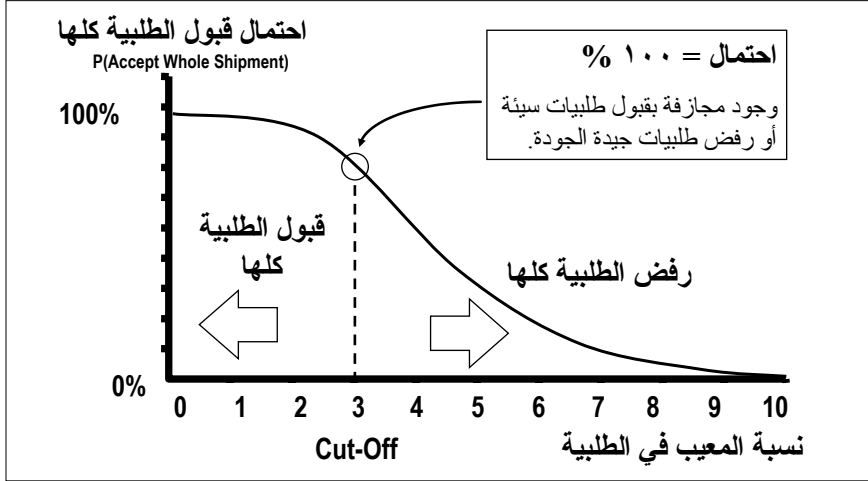 احتمال قبول الطلبية كلها
P(Accept Whole Shipment)
احتمال = ١٠٠ %
وجود مجازفة بقبول طلبيات سيئة
أو رفض طلبيات جيدة الجودة.
100%
قبول الطلبية
كلها
رفض الطلبية كلها
0%
0 1 2 3 4 5 6 7 8 9 10
Cut-Off
نسبة المعيب في الطلبية